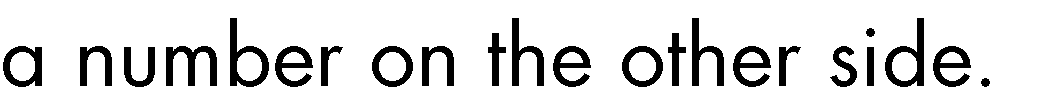 a number on the other side.